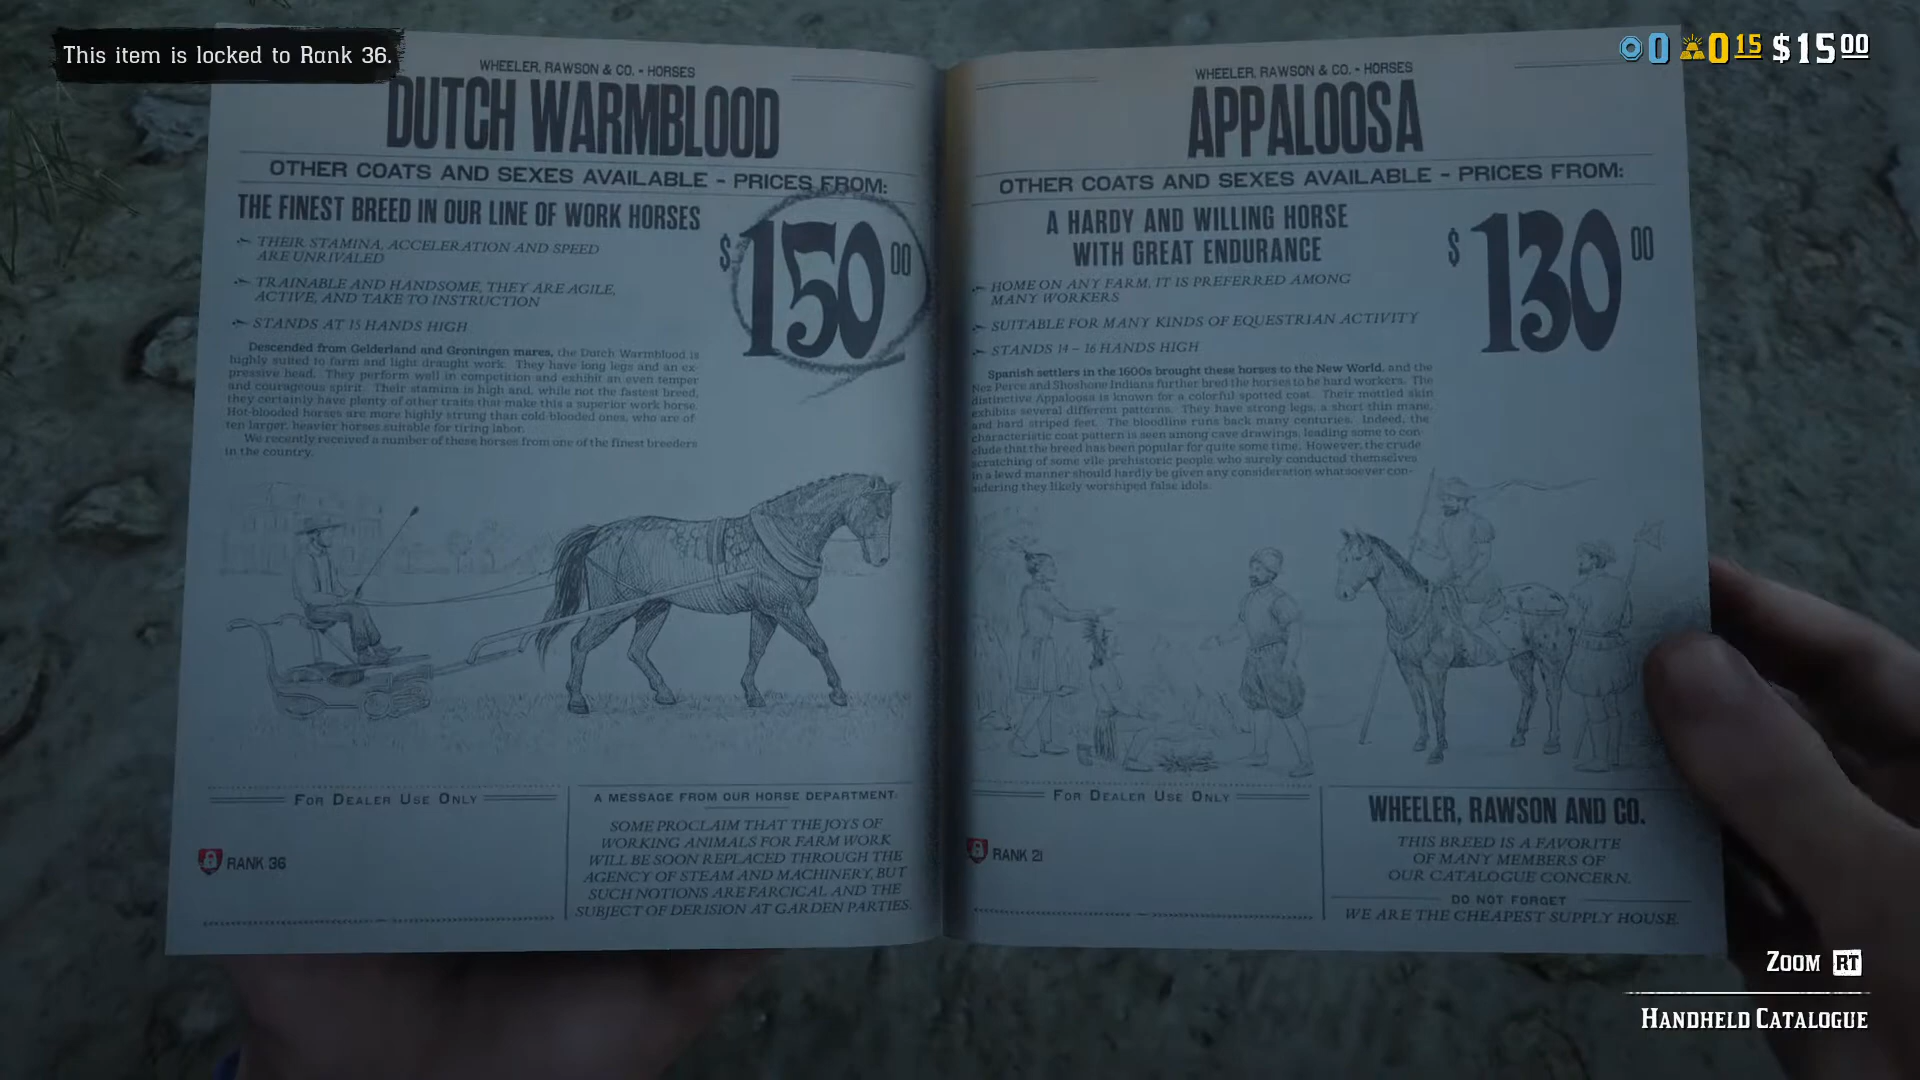 This item is locked to Rank 36.
0 0 15 $15 00
WHEELER, RAWSON & CO. - HORSES
DUTCH WARMBLOOD
OTHER COATS AND SEXES AVAILABLE - PRICES FROM:
THE FINEST BREED IN OUR LINE OF WORK HORSES
$150 00
THEIR STAMINA, ACCELERATION AND SPEED
ARE UNRIVALED
TRAINABLE AND HANDSOME, THEY ARE AGILE,
ACTIVE, AND TAKE TO INSTRUCTION
STANDS AT 15 HANDS HIGH
Descended from Gelderland and Groningen mares, the Dutch Warmblood is
highly suited to farm and light draught work. They have long legs and an ex-
pressive head. They perform well in competition and exhibit an even temper
and courageous spirit. Their stamina is high and, while not the fastest breed,
they certainly have plenty of other traits that make this a superior work horse.
Hot-blooded horses are more highly strung than cold-blooded ones, who are of-
ten larger, heavier horses suitable for tiring labor.
We recently received a number of these horses from one of the finest breeders
in the country.
FOR DEALER USE ONLY
RANK 36
A MESSAGE FROM OUR HORSE DEPARTMENT:
SOME PROCLAIM THAT THE JOYS OF
WORKING ANIMALS FOR FARM WORK
WILL BE SOON REPLACED THROUGH THE
AGENCY OF STEAM AND MACHINERY, BUT
SUCH NOTIONS ARE FARCICAL AND THE
SUBJECT OF DERISION AT GARDEN PARTIES.
WHEELER, RAWSON & CO. - HORSES
APPALOOSA
OTHER COATS AND SEXES AVAILABLE - PRICES FROM:
A HARDY AND WILLING HORSE
WITH GREAT ENDURANCE
$130 00
HOME ON ANY FARM, IT IS PREFERRED AMONG
MANY WORKERS
SUITABLE FOR MANY KINDS OF EQUESTRIAN ACTIVITY
STANDS 14 - 16 HANDS HIGH
Spanish settlers in the 1600s brought these horses to the New World, and the
Nez Perce and Shoshone Indians further bred the horses to be hard workers. The
distinctive Appaloosa is known for a colorful spotted coat. Their mottled skin
exhibits several different patterns. They have strong legs, a short thin mane,
and hard striped feet. The bloodline runs back many centuries. Indeed, the
characteristic coat pattern is seen among cave drawings, leading some to con-
clude that the breed has been popular for quite some time. However, the crude
scratching of some vile prehistoric people who surely conducted themselves
in a lewd manner should hardly be given any consideration whatsoever con-
sidering they likely worshiped false idols.
FOR DEALER USE ONLY
RANK 21
WHEELER, RAWSON AND CO.
THIS BREED IS A FAVORITE
OF MANY MEMBERS OF
OUR CATALOGUE CONCERN.
DO NOT FORGET
WE ARE THE CHEAPEST SUPPLY HOUSE.
ZOOM RT
HANDHELD CATALOGUE